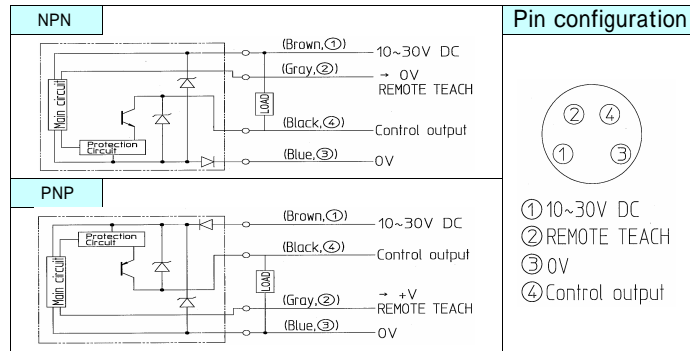 NPN
Main circuit
Protection
Circuit
LOAD
(Brown,①)
10~30V DC
(Gray,②)
→ 0V
REMOTE TEACH
(Black,④)
Control output
(Blue,③)
0V
PNP
Main circuit
Protection
Circuit
LOAD
(Brown,①)
10~30V DC
(Black,④)
Control output
(Gray,②)
→ +V
REMOTE TEACH
(Blue,③)
0V
Pin configuration
② ④
① ③
①10~30V DC
②REMOTE TEACH
③0V
④Control output